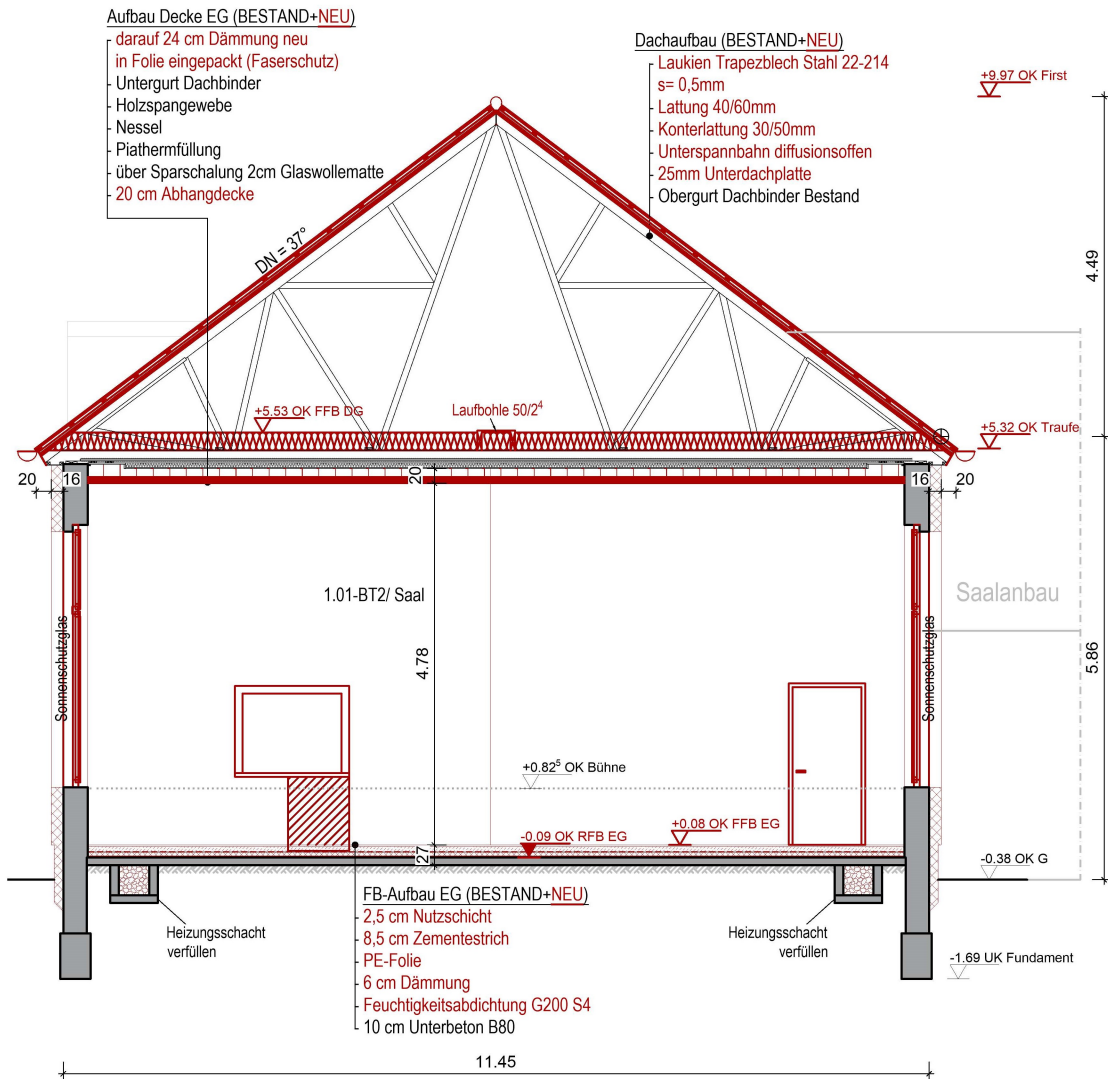 Aufbau Decke EG (BESTAND+NEU)
darauf 24 cm Dämmung neu
in Folie eingepackt (Faserschutz)
Untergurt Dachbinder
Holzspangewebe
Nessel
Piathermfüllung
über Sparschalung 2cm Glaswollematte
20 cm Abhangdecke
Dachaufbau (BESTAND+NEU)
Laukien Trapezblech Stahl 22-214
s= 0,5mm
Lattung 40/60mm
Konterlattung 30/50mm
Unterspannbahn diffusionsoffen
25mm Unterdachplatte
Obergurt Dachbinder Bestand
+9.97 OK First
DN = 37°
4.49
+5.53 OK FFB DG
Laufbohle 50/2⁴
+5.32 OK Traufe
20
16
20
16
20
1.01-BT2/ Saal
Saalanbau
Sonnenschutzglas
4.78
Sonnenschutzglas
5.86
+0.82⁵ OK Bühne
-0.09 OK RFB EG
+0.08 OK FFB EG
27
-0.38 OK G
FB-Aufbau EG (BESTAND+NEU)
2,5 cm Nutzschicht
8,5 cm Zementestrich
PE-Folie
6 cm Dämmung
Feuchtigkeitsabdichtung G200 S4
10 cm Unterbeton B80
Heizungsschacht
verfüllen
Heizungsschacht
verfüllen
-1.69 UK Fundament
11.45